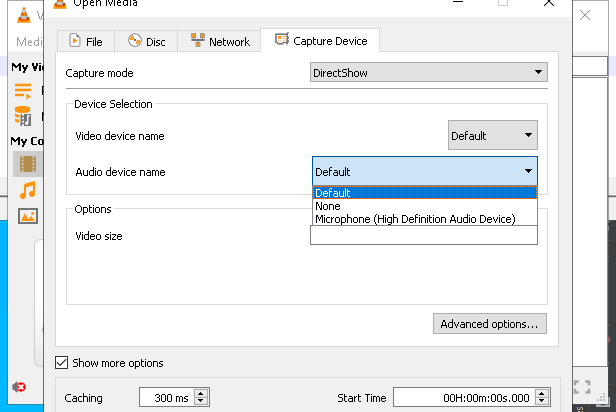 Open Media
V
Medi
File
Disc
Network
Capture Device
My Vi
Capture mode
DirectShow
Device Selection
Video device name
Default
My Co
Audio device name
Default
Default
None
Microphone (High Definition Audio Device)
Options
Video size
Advanced options...
Show more options
Caching
300 ms
Start Time
00H:00m:00s.000